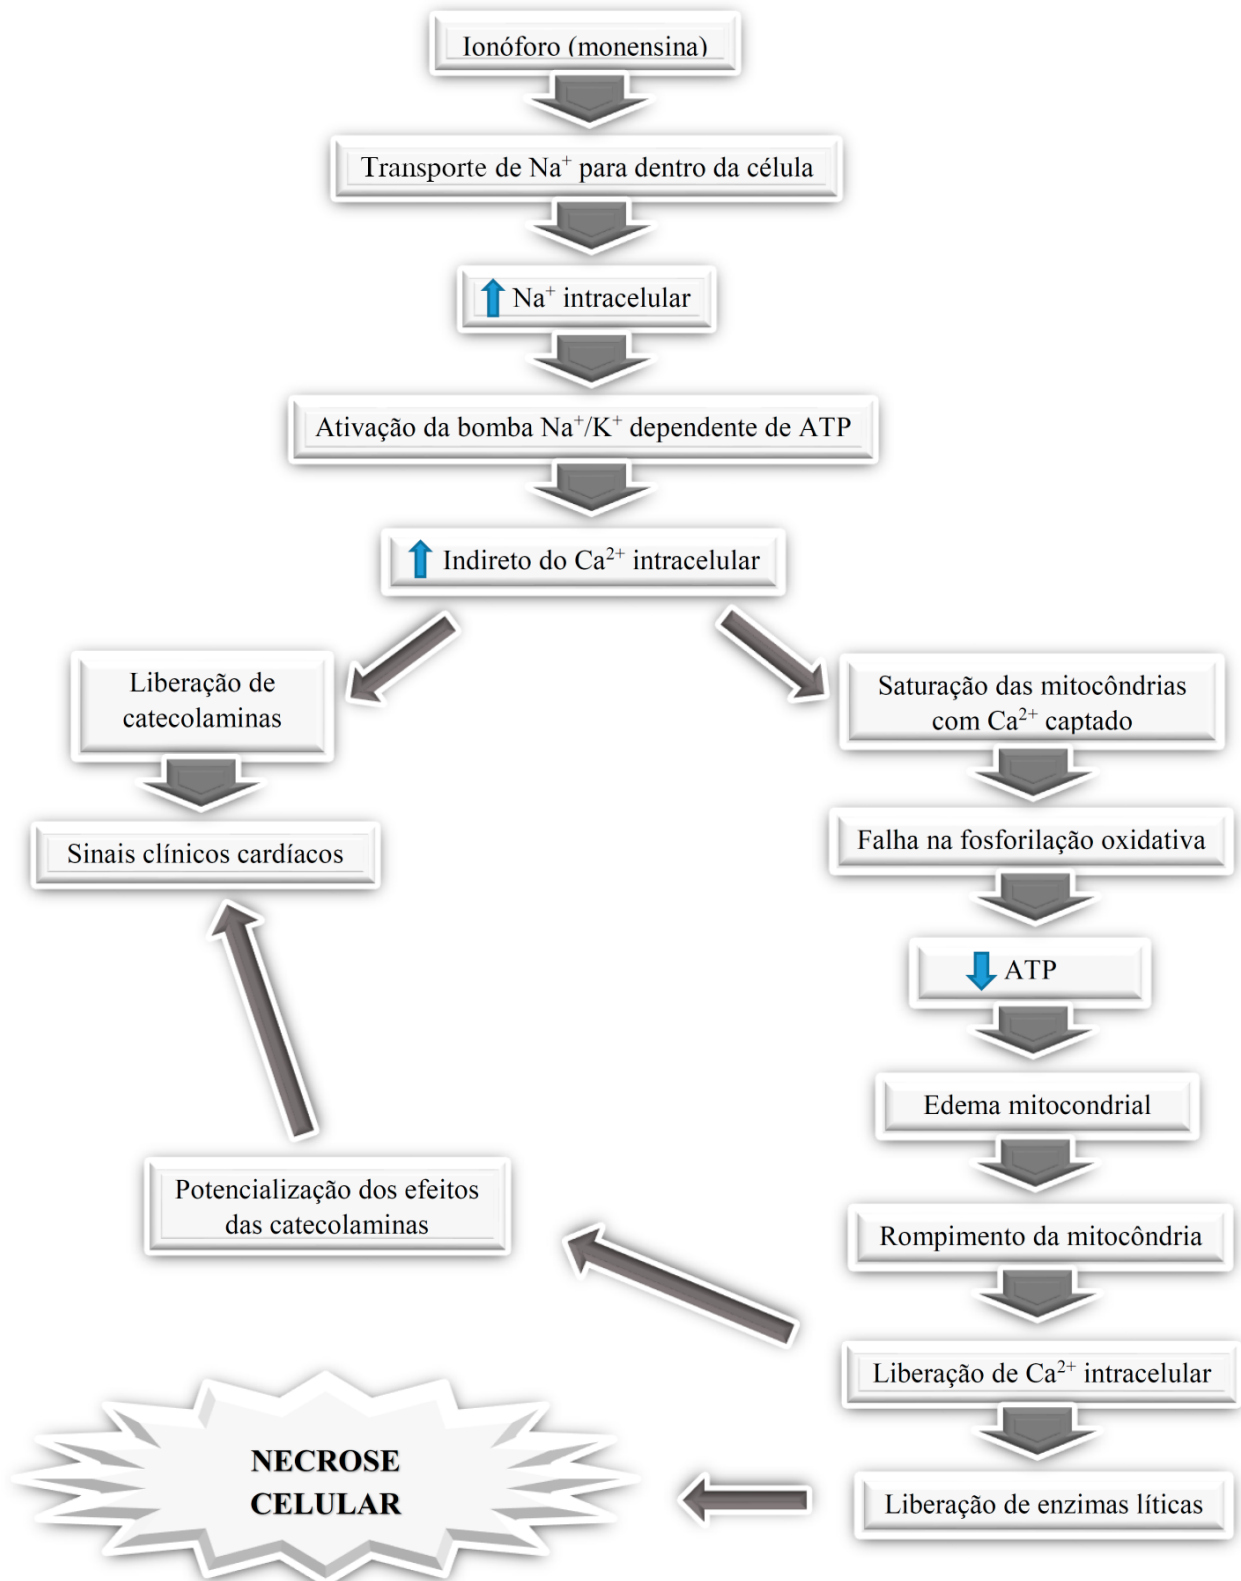 Ionóforo (monensina)
Transporte de Na⁺ para dentro da célula
Na⁺ intracelular
Ativação da bomba Na⁺/K⁺ dependente de ATP
Indireto do Ca²⁺ intracelular
Liberação de
catecolaminas
Sinais clínicos cardíacos
Saturação das mitocôndrias
com Ca²⁺ captado
Falha na fosforilação oxidativa
ATP
Edema mitocondrial
Rompimento da mitocôndria
Liberação de Ca²⁺ intracelular
Potencialização dos efeitos
das catecolaminas
Liberação de enzimas líticas
NECROSE
CELULAR